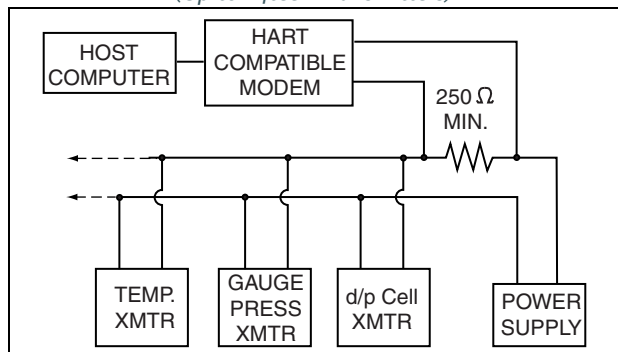 HOST
COMPUTER
HART
COMPATIBLE
MODEM
250 Ω
MIN.
TEMP.
XMTR
GAUGE
PRESS
XMTR
d/p Cell
XMTR
POWER
SUPPLY